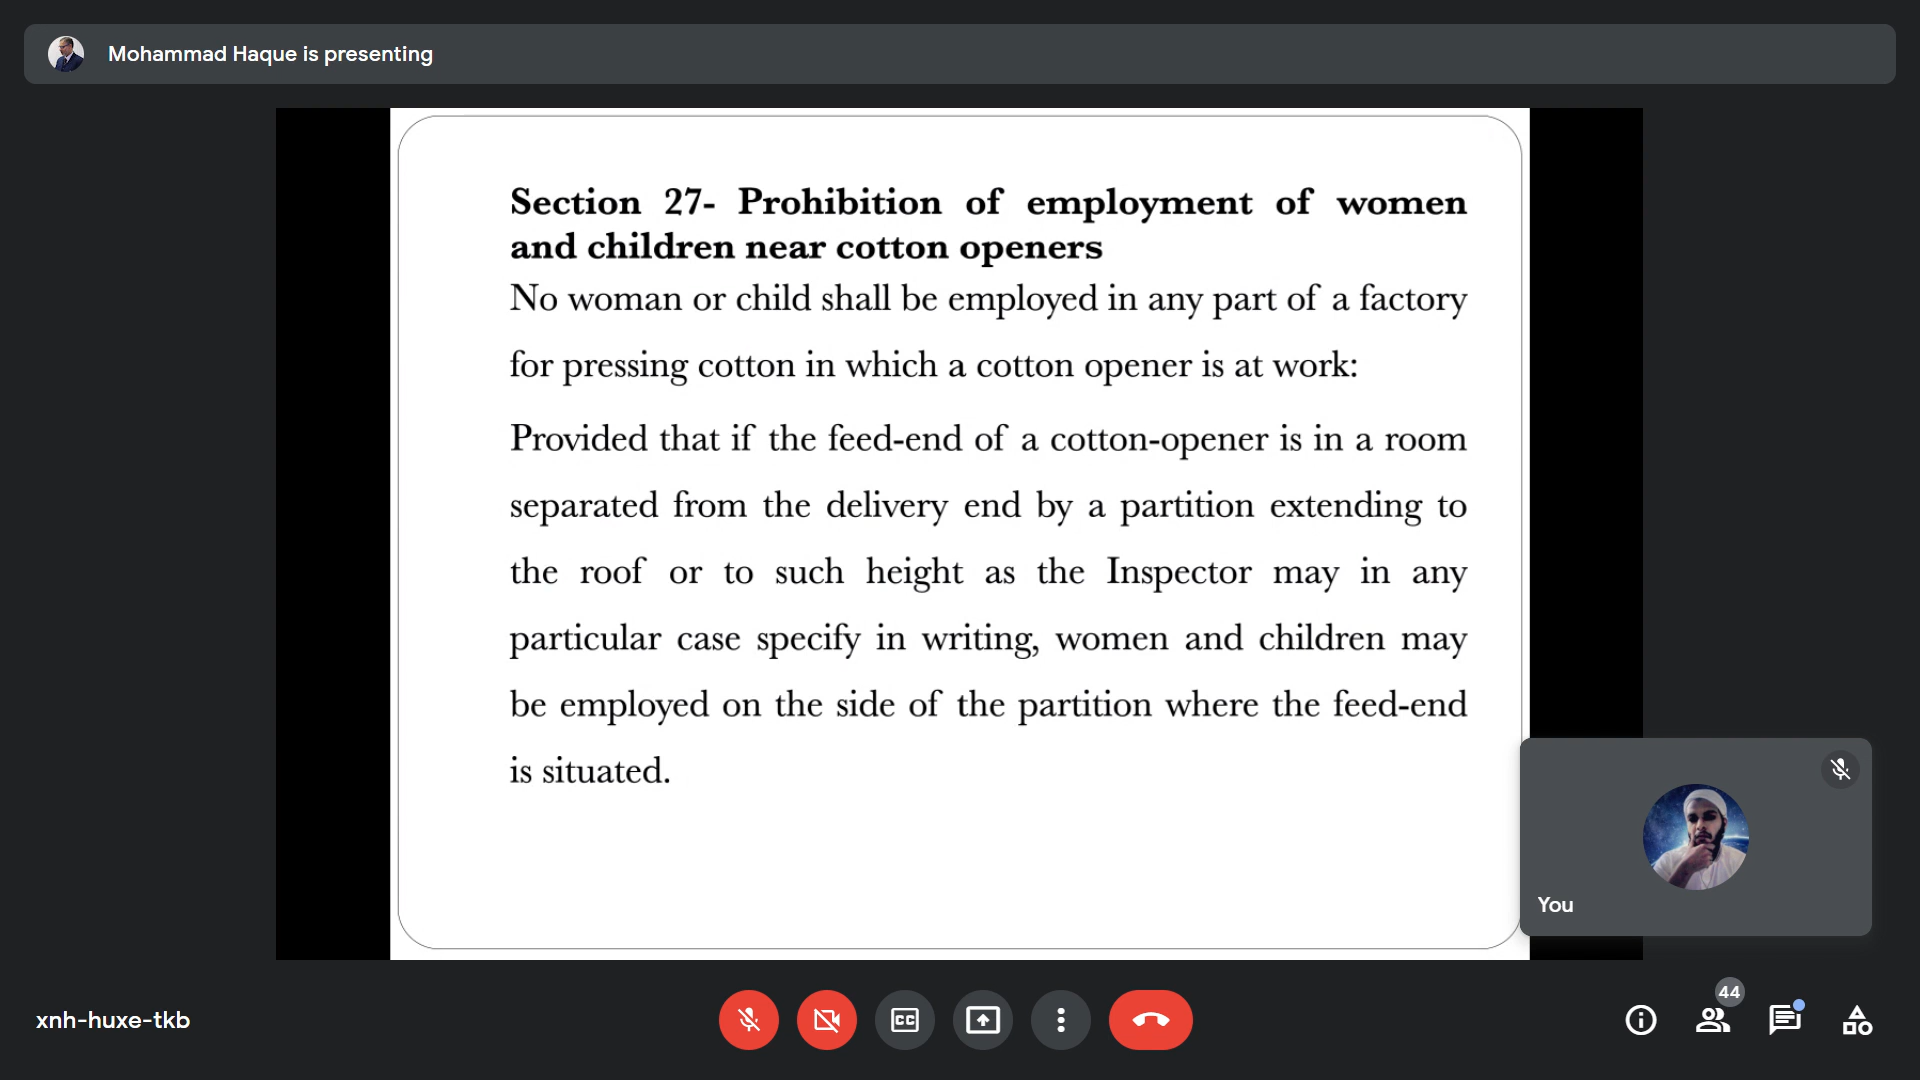 Mohammad Haque is presenting
Section 27- Prohibition of employment of women
and children near cotton openers
No woman or child shall be employed in any part of a factory
for pressing cotton in which a cotton opener is at work:
Provided that if the feed-end of a cotton-opener is in a room
separated from the delivery end by a partition extending to
the roof or to such height as the Inspector may in any
particular case specify in writing, women and children may
be employed on the side of the partition where the feed-end
is situated.
You
xnh-huxe-tkb
CC
44